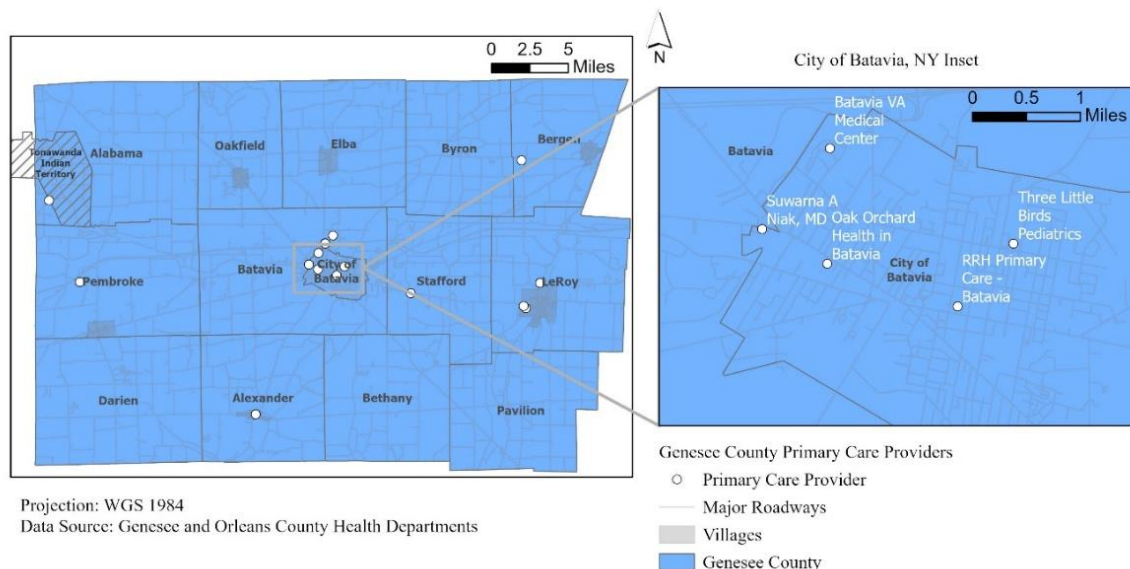 0 2.5 5
Miles
N
City of Batavia, NY Inset
Tonawanda
Indian
Territory
Alabama
Oakfield
Elba
Byron
Bergen
Pembroke
Batavia
City of
Batavia
Stafford
LeRoy
Darien
Alexander
Bethany
Pavilion
0 0.5 1
Miles
Batavia VA
Medical
Center
Batavia
Suwarna A
Niak, MD
Oak Orchard
Health in
Batavia
Three Little
Birds
Pediatrics
City of
Batavia
RRH Primary
Care -
Batavia
Projection: WGS 1984
Data Source: Genesee and Orleans County Health Departments
Genesee County Primary Care Providers
Primary Care Provider
Major Roadways
Villages
Genesee County